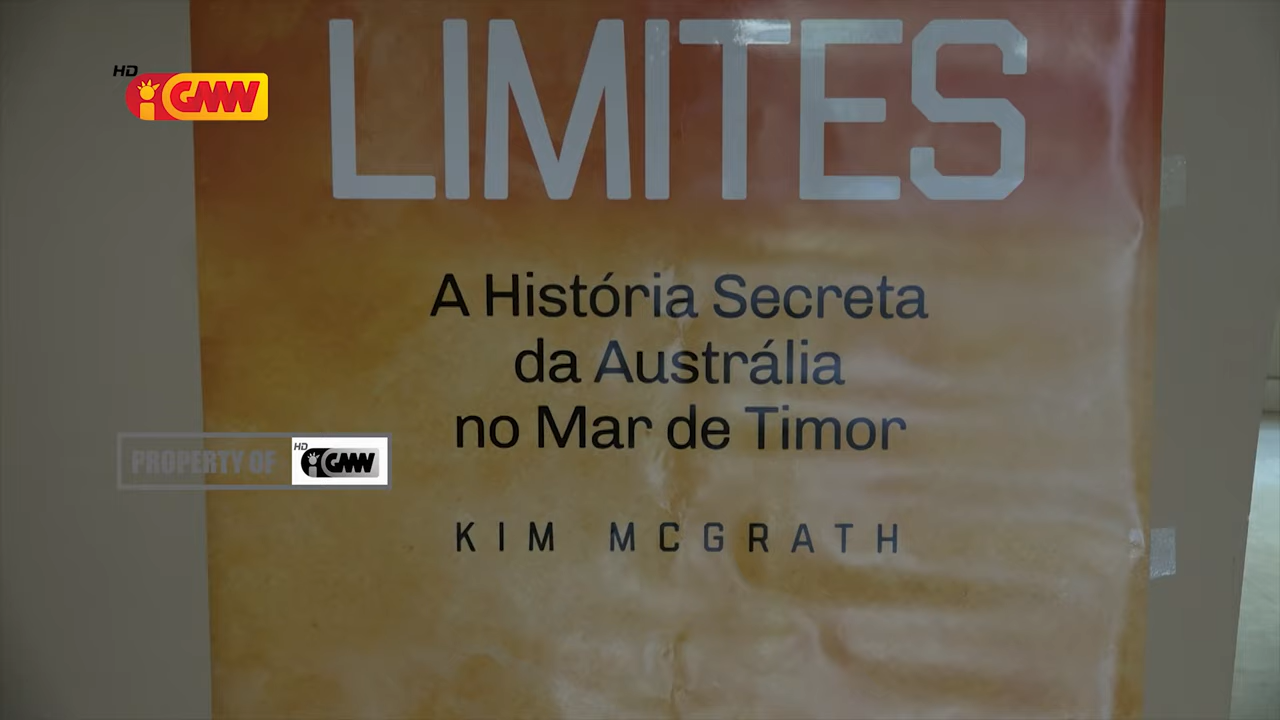 HD
GMW
LIMITES
A História Secreta
da Austrália
no Mar de Timor
PROPERTY OF HD GMW
KIM MCGRATH